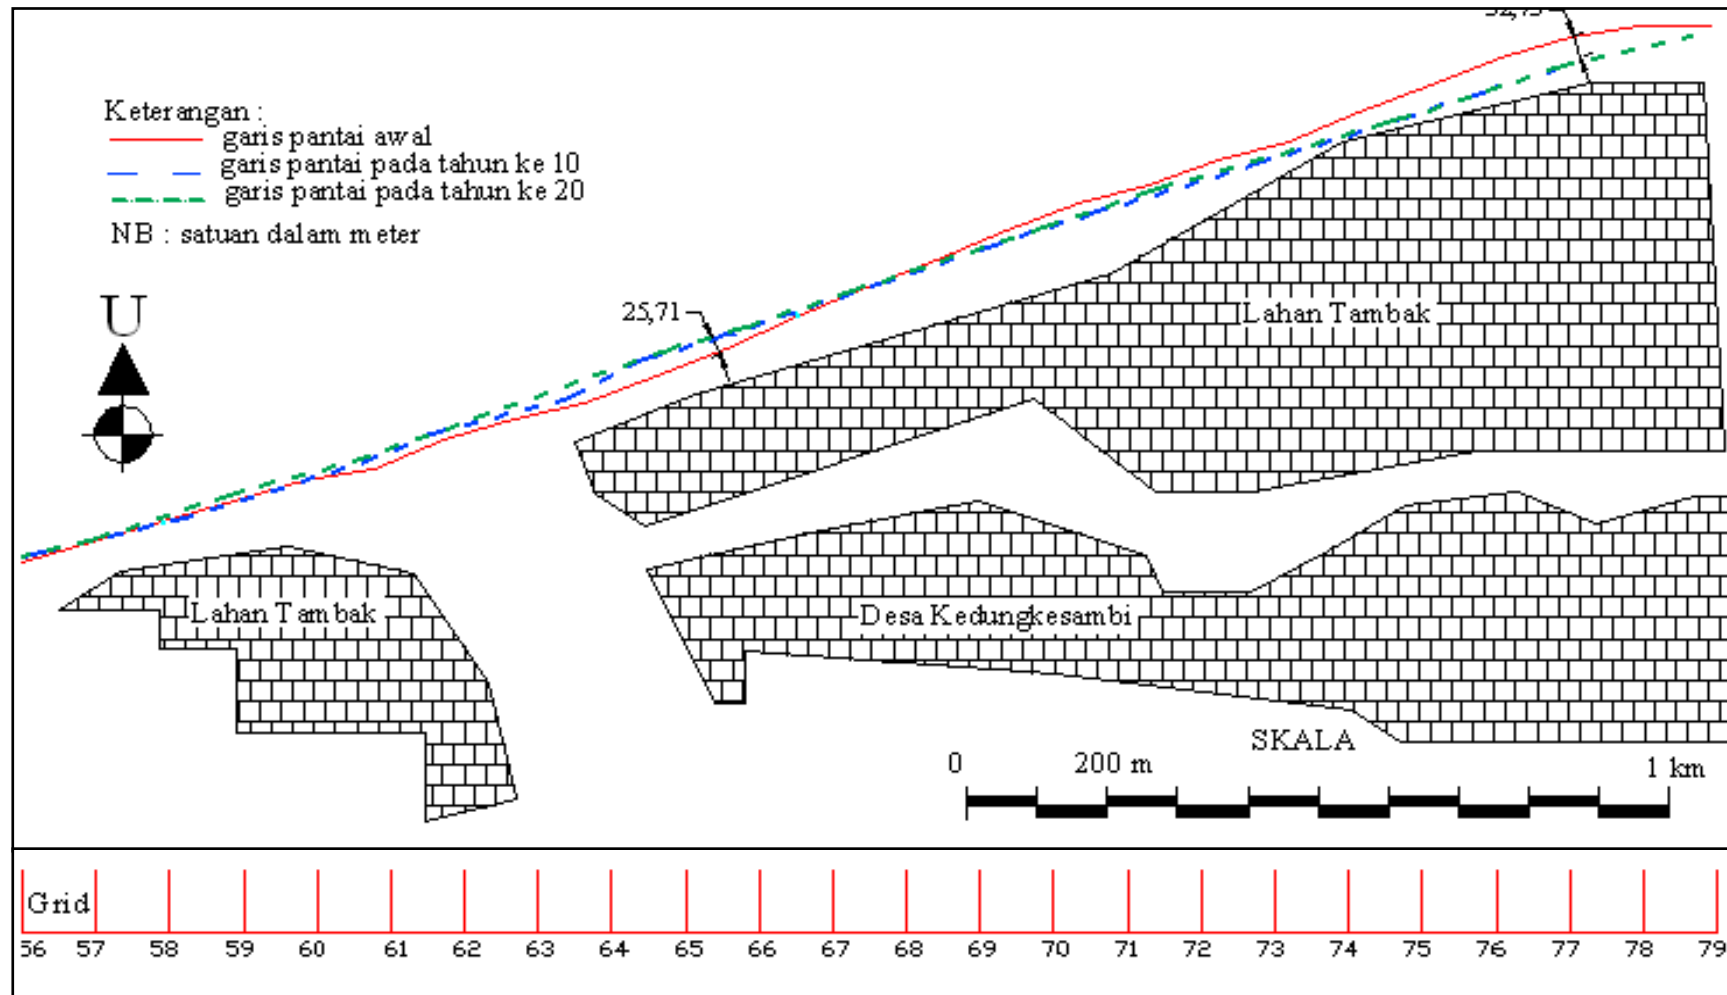 Keterangan :
garis pantai awal
garis pantai pada tahun ke 10
garis pantai pada tahun ke 20
NB : satuan dalam meter
U
25,71
Lahan Tambak
Lahan Tambak
Desa Kedungkesambi
SKALA
0 200 m 1 km
Grid
56 57 58 59 60 61 62 63 64 65 66 67 68 69 70 71 72 73 74 75 76 77 78 79